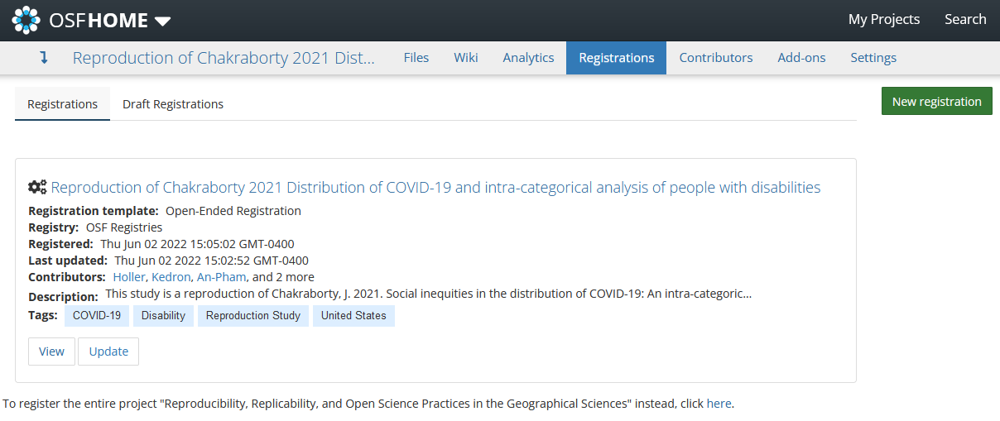 OSFHOME
My Projects
Search
Reproduction of Chakraborty 2021 Dist...
Files
Wiki
Analytics
Registrations
Contributors
Add-ons
Settings
Registrations
Draft Registrations
New registration
Reproduction of Chakraborty 2021 Distribution of COVID-19 and intra-categorical analysis of people with disabilities
Registration template: Open-Ended Registration
Registry: OSF Registries
Registered: Thu Jun 02 2022 15:05:02 GMT-0400
Last updated: Thu Jun 02 2022 15:02:52 GMT-0400
Contributors: Holler, Kedron, An-Pham, and 2 more
Description: This study is a reproduction of Chakraborty, J. 2021. Social inequities in the distribution of COVID-19: An intra-categoric...
Tags: COVID-19 Disability Reproduction Study United States
View
Update
To register the entire project "Reproducibility, Replicability, and Open Science Practices in the Geographical Sciences" instead, click here.